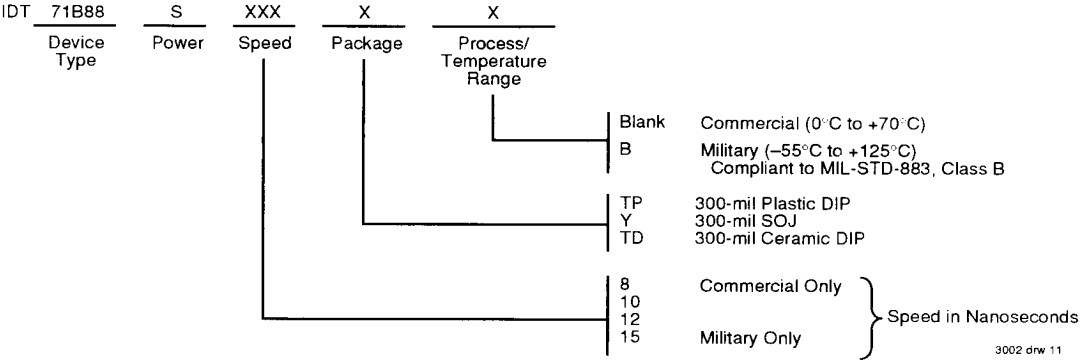 IDT 71B88 S XXX X X
Device Type Power Speed Package Process/ Temperature Range
Blank Commercial (0°C to +70°C)
B Military (–55°C to +125°C)
Compliant to MIL-STD-883, Class B
TP 300-mil Plastic DIP
Y 300-mil SOJ
TD 300-mil Ceramic DIP
8 Commercial Only
10
12
15 Military Only
Speed in Nanoseconds
3002 drw 11